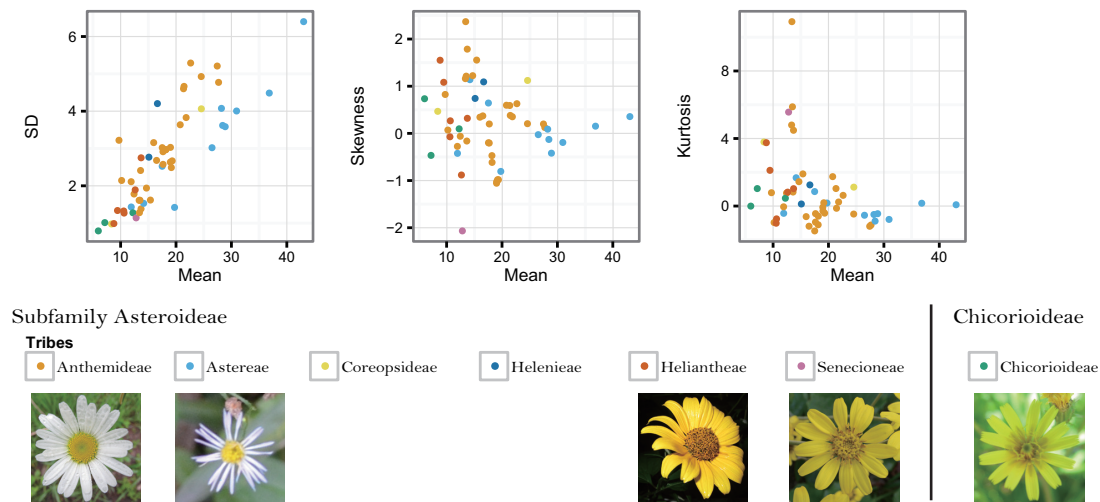 SD
6
4
2
10 20 30 40
Mean
Skewness
2
1
0
−1
−2
10 20 30 40
Mean
Kurtosis
8
4
0
10 20 30 40
Mean
Subfamily Asteroideae
Chicorioideae
Tribes
Anthemideae Astereae Coreopsideae Helenieae Heliantheae Senecioneae Chicorioideae